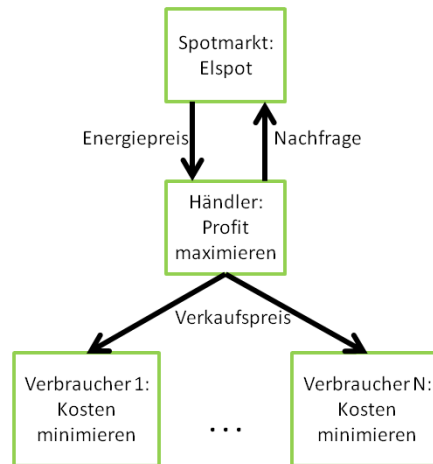 Spotmarkt:
Elspot
Energiepreis
Nachfrage
Händler:
Profit
maximieren
Verkaufspreis
Verbraucher 1:
Kosten
minimieren
...
Verbraucher N:
Kosten
minimieren